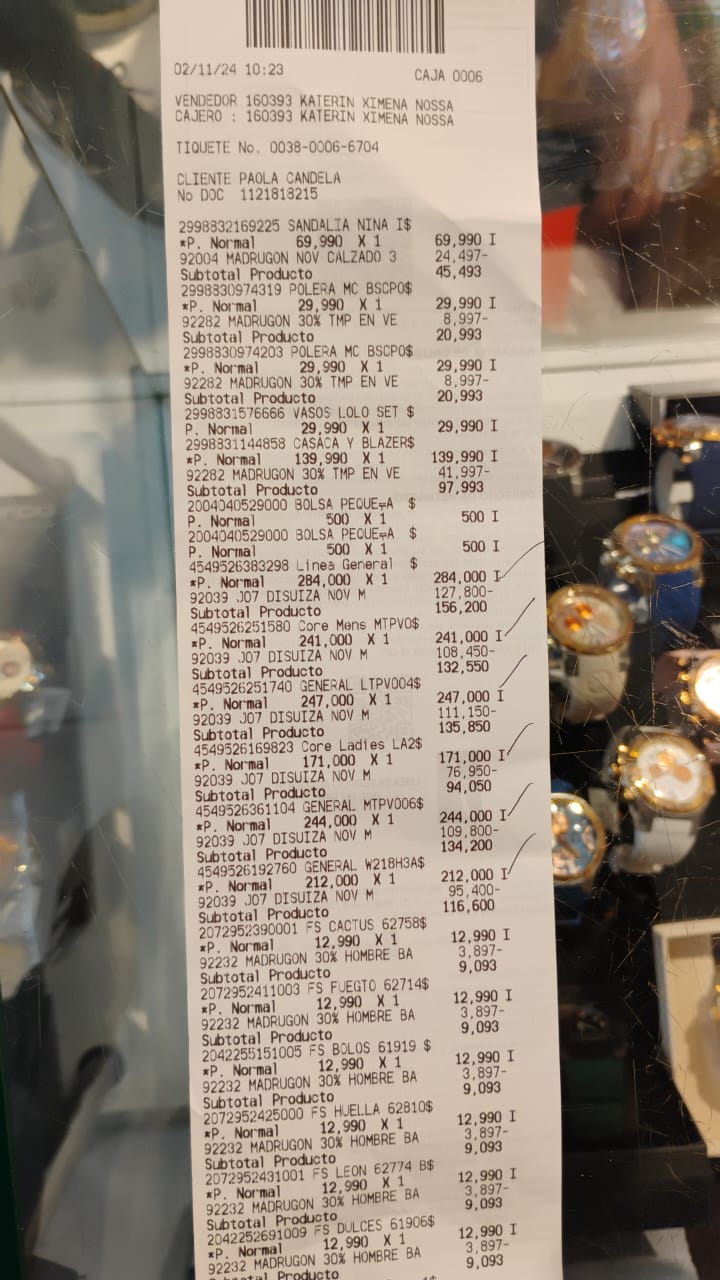 02/11/24 10:23 CAJA 0006
VENDEDOR 160393 KATERIN XIMENA NOSSA
CAJERO : 160393 KATERIN XIMENA NOSSA
TIQUETE No. 0038-0006-6704
CLIENTE PAOLA CANDELA
No DOC 1121813215
2998832169225 SANDALIA NINA I$
*P. Normal 69,990 X 1 69,990 I
92004 MADRUGON NOV CALZADO 3 24,497-
Subtotal Producto 45,493
2998830974319 POLERA MC BSCPO$
*P. Normal 29,990 X 1 29,990 I
92282 MADRUGON 30% TMP EN VE 8,997-
Subtotal Producto 20,993
2998830974203 POLERA MC BSCPO$
*P. Normal 29,990 X 1 29,990 I
92282 MADRUGON 30% TMP EN VE 8,997-
Subtotal Producto 20,993
2998831576666 VASOS LOLO SET $
P. Normal 29,990 X 1 29,990 I
2998831144858 CASACA Y BLAZER$
*P. Normal 139,990 X 1 139,990 I
92282 MADRUGON 30% TMP EN VE 41,997-
Subtotal Producto 97,993
2004040529000 BOLSA PEQUE╤A $
P. Normal 500 X 1 500 I
2004040529000 BOLSA PEQUE╤A $
P. Normal 500 X 1 500 I
4549526383298 Linea General $
*P. Normal 284,000 X 1 284,000 I
92039 J07 DISUIZA NOV M 127,800-
Subtotal Producto 156,200
4549526251580 Core Mens MTPVO$
*P. Normal 241,000 X 1 241,000 I
92039 J07 DISUIZA NOV M 108,450-
Subtotal Producto 132,550
4549526251740 GENERAL LTPV004$
*P. Normal 247,000 X 1 247,000 I
92039 J07 DISUIZA NOV M 111,150-
Subtotal Producto 135,850
4549526169823 Core Ladies LA2$
*P. Normal 171,000 X 1 171,000 I
92039 J07 DISUIZA NOV M 76,950-
Subtotal Producto 94,050
4549526361104 GENERAL MTPV006$
*P. Normal 244,000 X 1 244,000 I
92039 J07 DISUIZA NOV M 109,800-
Subtotal Producto 134,200
4549526192760 GENERAL W218H3A$
*P. Normal 212,000 X 1 212,000 I
92039 J07 DISUIZA NOV M 95,400-
Subtotal Producto 116,600
2072952390001 FS CACTUS 62758$
*P. Normal 12,990 X 1 12,990 I
92232 MADRUGON 30% HOMBRE BA 3,897-
Subtotal Producto 9,093
2072952411003 FS FUEGTO 62714$
*P. Normal 12,990 X 1 12,990 I
92232 MADRUGON 30% HOMBRE BA 3,897-
Subtotal Producto 9,093
2042255151005 FS BOLOS 61919 $
*P. Normal 12,990 X 1 12,990 I
92232 MADRUGON 30% HOMBRE BA 3,897-
Subtotal Producto 9,093
2072952425000 FS HUELLA 62810$
*P. Normal 12,990 X 1 12,990 I
92232 MADRUGON 30% HOMBRE BA 3,897-
Subtotal Producto 9,093
2072952431001 FS LEON 62774 B$
*P. Normal 12,990 X 1 12,990 I
92232 MADRUGON 30% HOMBRE BA 3,897-
Subtotal Producto 9,093
2042252691009 FS DULCES 61906$
*P. Normal 12,990 X 1 12,990 I
92232 MADRUGON 30% HOMBRE BA 3,897-
Subtotal Producto 9,093